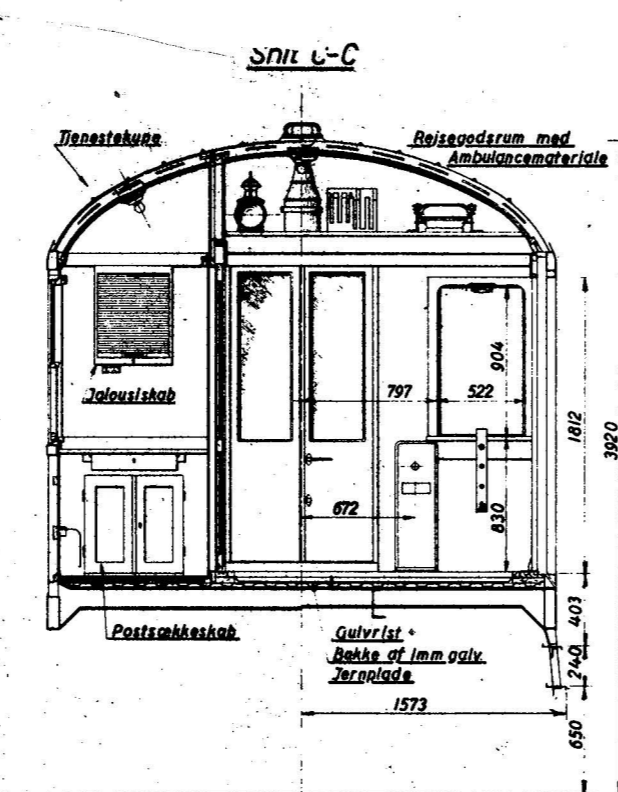 Snit C-C
Tjenestekupe
Rejsegodsrum med
Ambulancemateriale
Jalousiskab
904
797
522
1812
3920
672
830
Postsækkeskab
Gulvrist
Bakke af 1mm galv.
Jernplade
403
240
1573
650